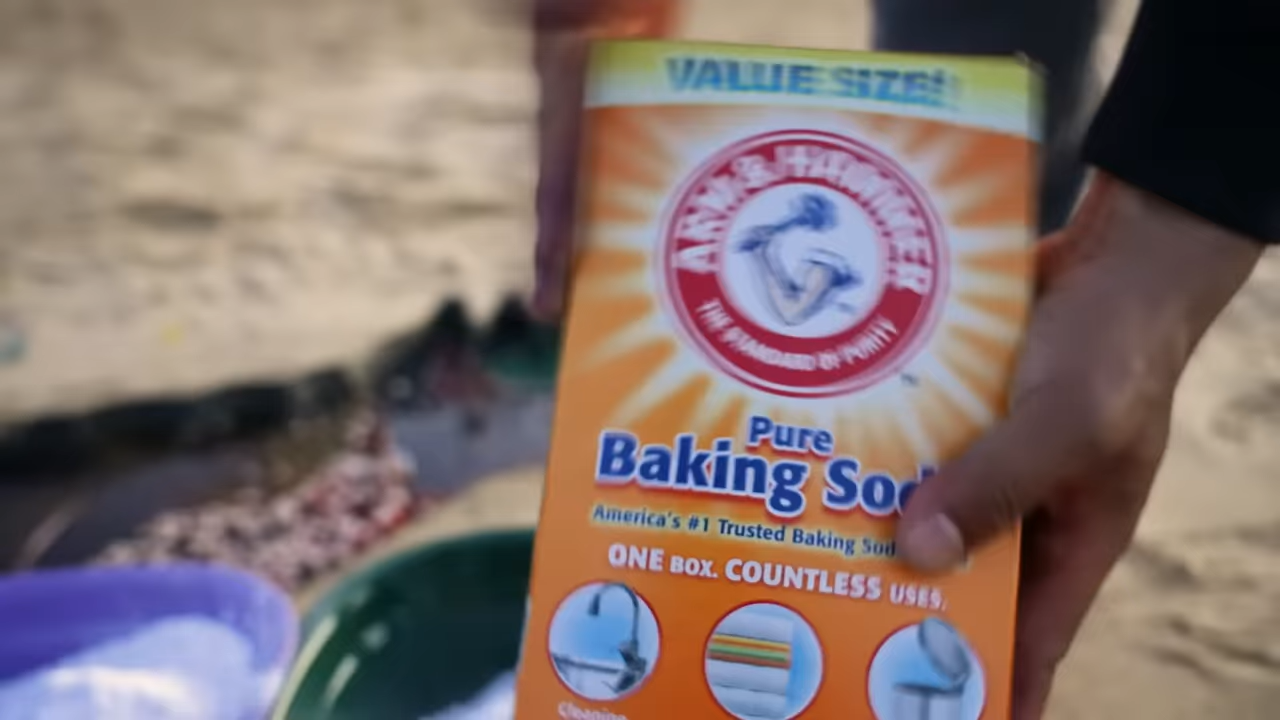 VALUE SIZE!
ARM & HAMMER
THE STANDARD OF PURITY
Pure
Baking Sod
America's #1 Trusted Baking Sod
ONE BOX. COUNTLESS USES.
cleaning